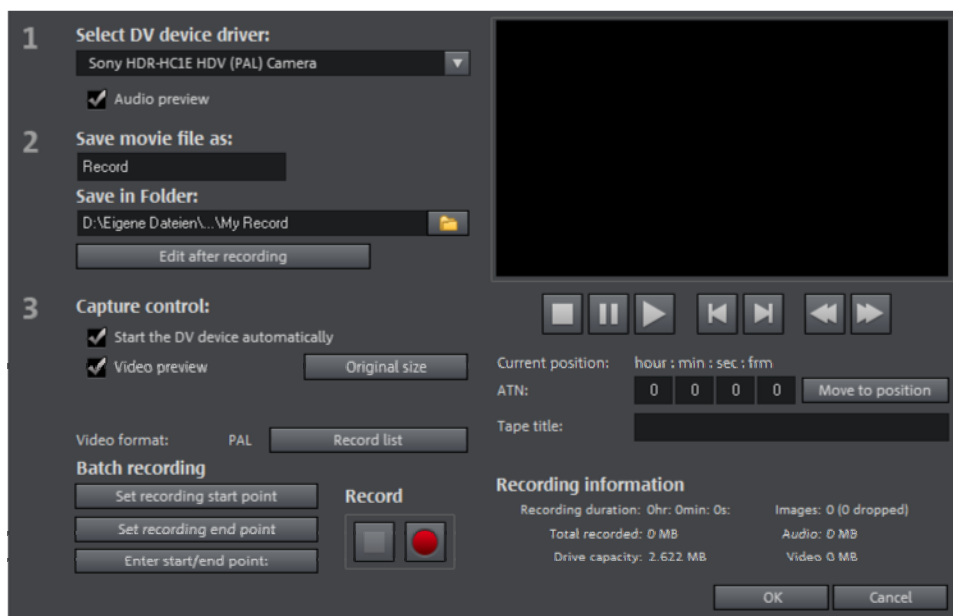 1 Select DV device driver:
Sony HDR-HC1E HDV (PAL) Camera
Audio preview
2 Save movie file as:
Record
Save in Folder:
D:\Eigene Dateien\...\My Record
Edit after recording
3 Capture control:
Start the DV device automatically
Video preview
Original size
Video format: PAL
Record list
Batch recording
Set recording start point
Set recording end point
Enter start/end point:
Record
Current position: hour : min : sec : frm
ATN: 0 0 0 0 Move to position
Tape title:
Recording information
Recording duration: 0hr: 0min: 0s: Images: 0 (0 dropped)
Total recorded: 0 MB Audio: 0 MB
Drive capacity: 2.622 MB Video 0 MB
OK Cancel